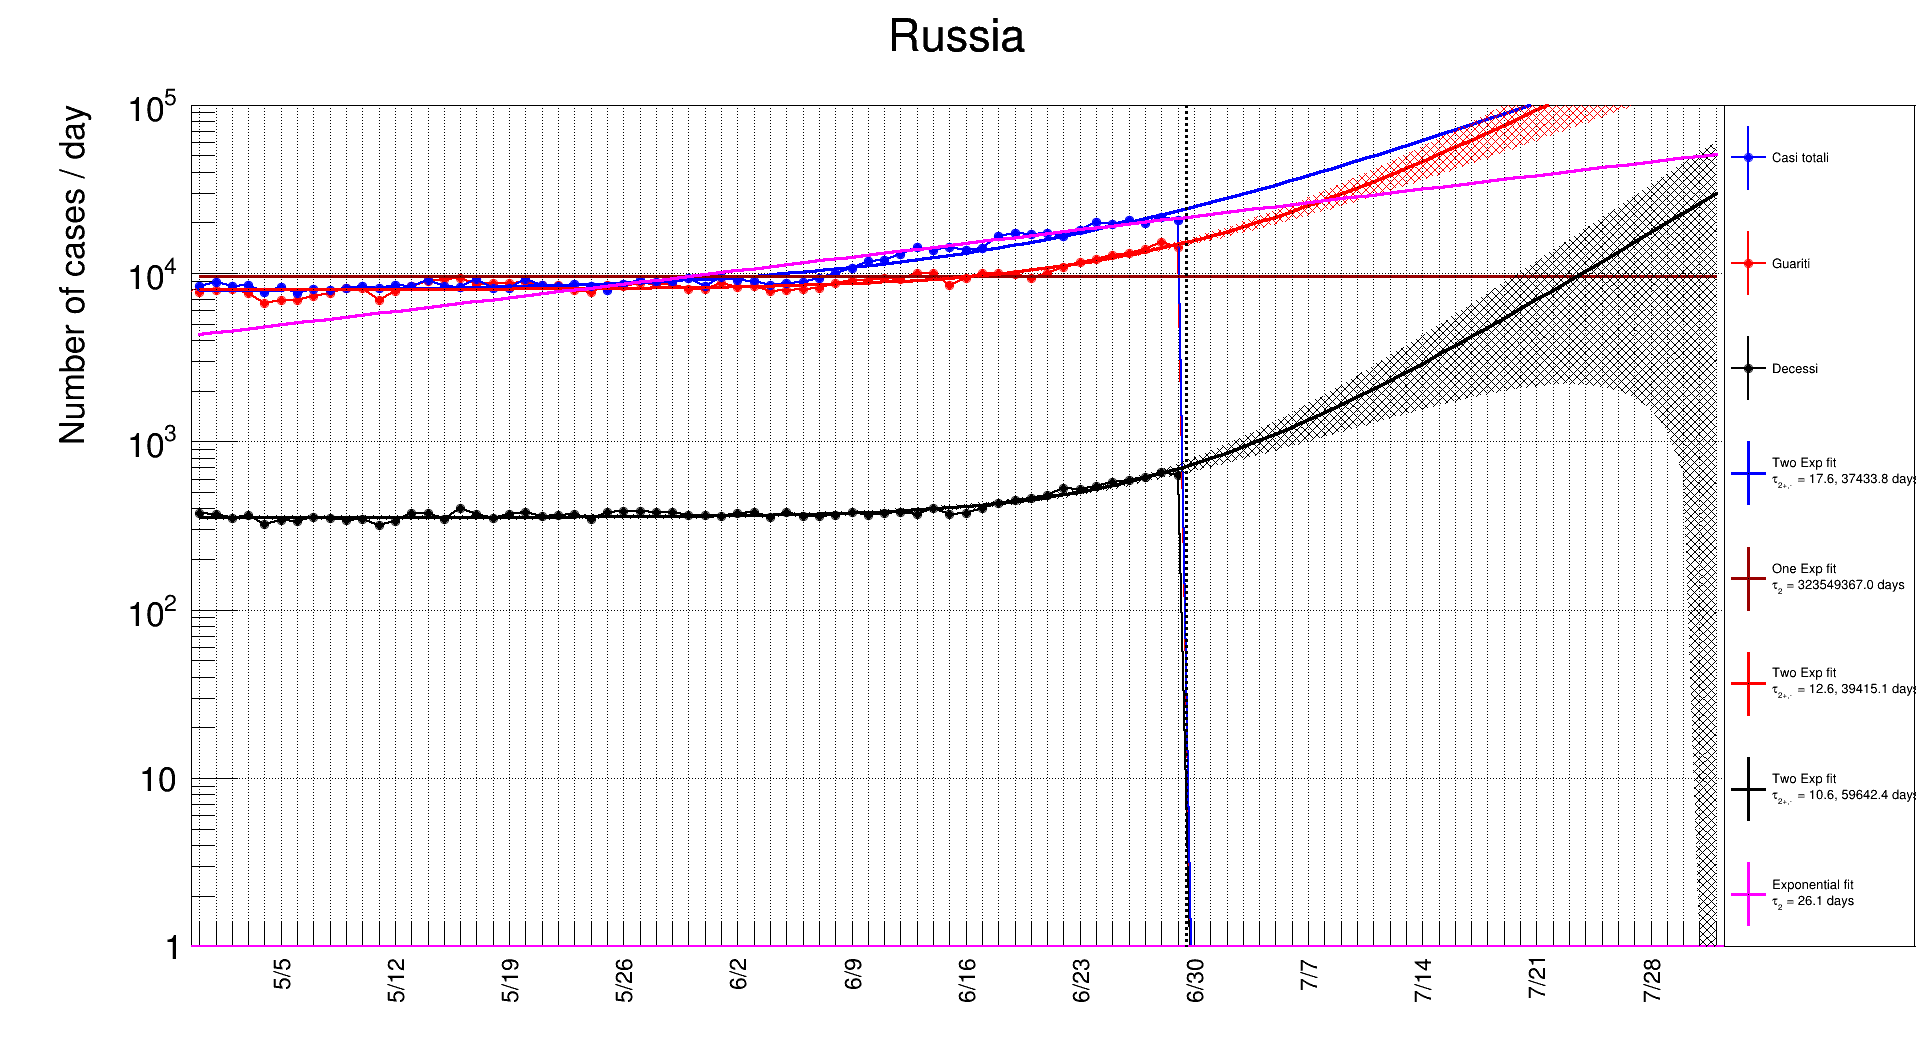 Russia
Number of cases / day
10^5
10^4
10^3
10^2
10
1
5/5
5/12
5/19
5/26
6/2
6/9
6/16
6/23
6/30
7/7
7/14
7/21
7/28
Casi totali
Guariti
Decessi
Two Exp fit
τ2+,- = 17.6, 37433.8 days
One Exp fit
τ2 = 323549367.0 days
Two Exp fit
τ2+,- = 12.6, 39415.1 days
Two Exp fit
τ2+,- = 10.6, 59642.4 days
Exponential fit
τ2 = 26.1 days